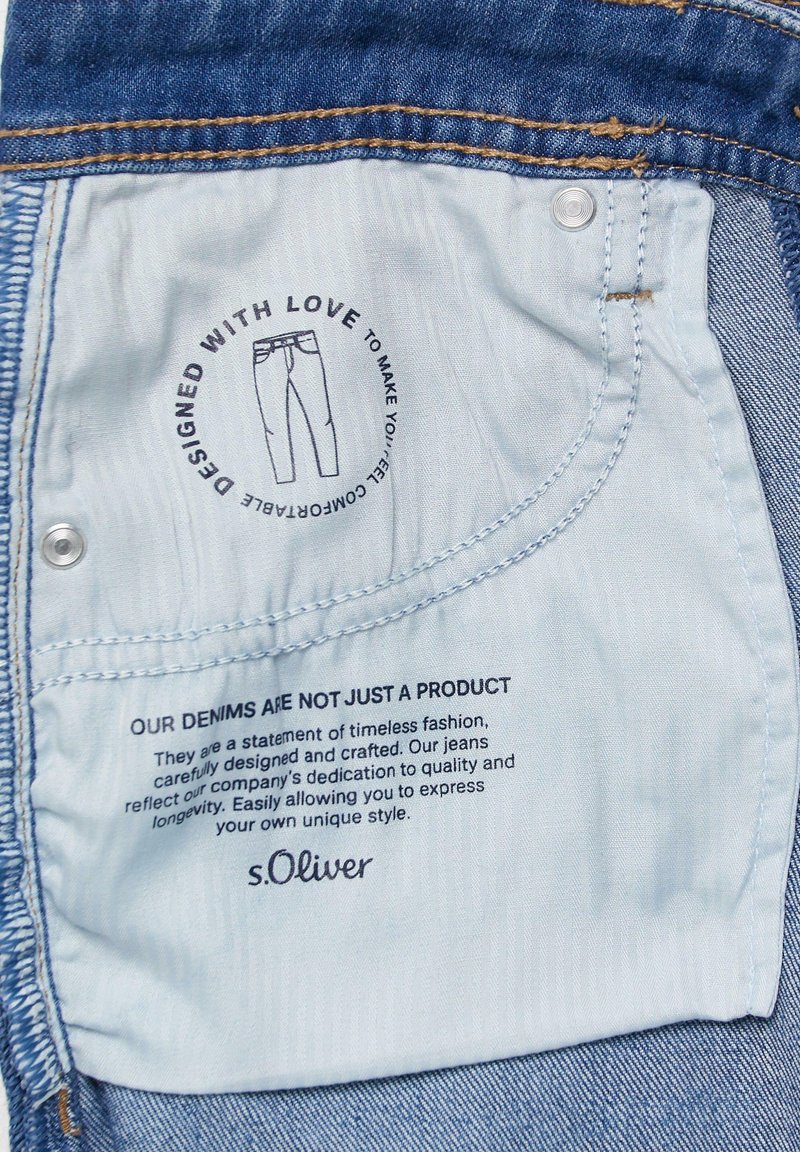 DESIGNED WITH LOVE
TO MAKE YOU FEEL COMFORTABLE
OUR DENIMS ARE NOT JUST A PRODUCT
They are a statement of timeless fashion,
carefully designed and crafted. Our jeans
reflect our company's dedication to quality and
longevity. Easily allowing you to express
your own unique style.
s.Oliver